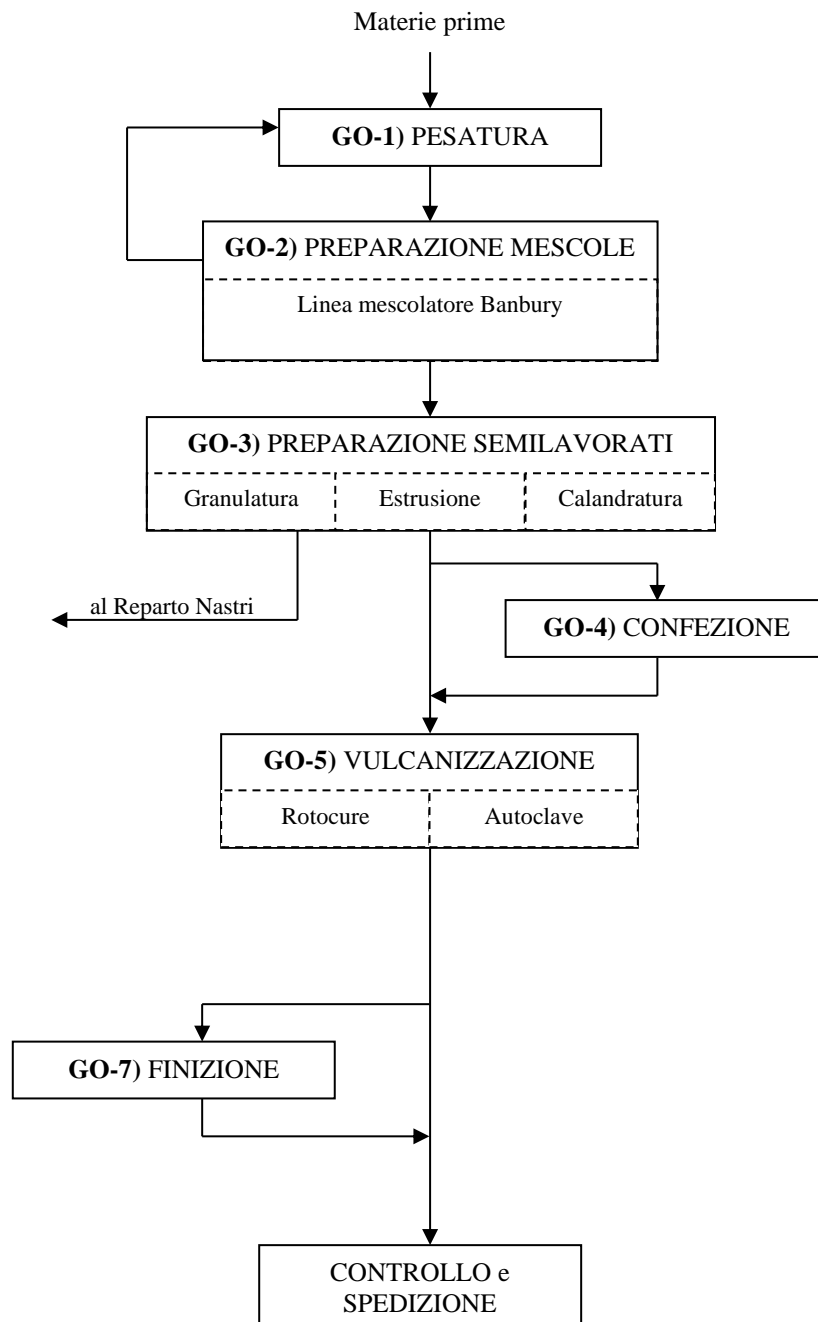 Materie prime
GO-1) PESATURA
GO-2) PREPARAZIONE MESCOLE
Linea mescolatore Banbury
GO-3) PREPARAZIONE SEMILAVORATI
Granulatura
Estrusione
Calandratura
al Reparto Nastri
GO-4) CONFEZIONE
GO-5) VULCANIZZAZIONE
Rotocure
Autoclave
GO-7) FINIZIONE
CONTROLLO e
SPEDIZIONE